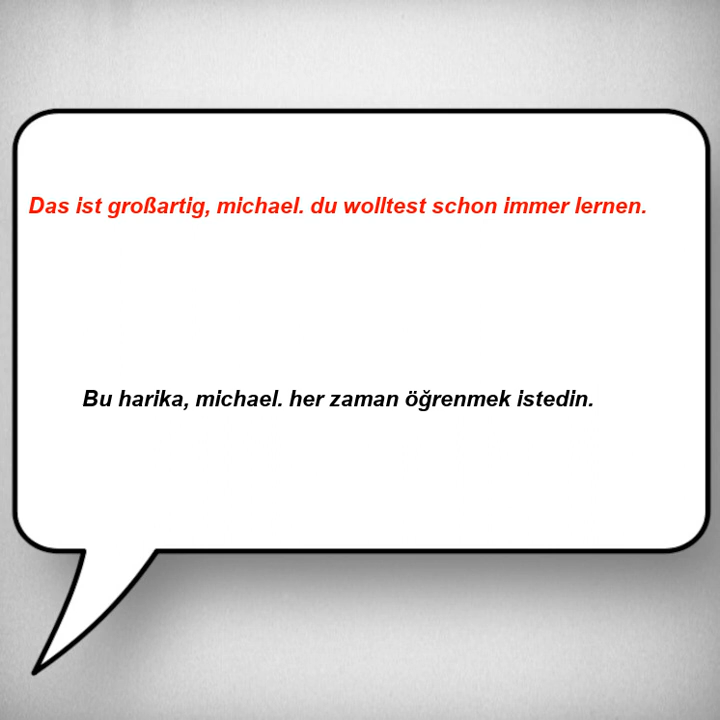 Das ist großartig, michael. du wolltest schon immer lernen.
Bu harika, michael. her zaman öğrenmek istedin.